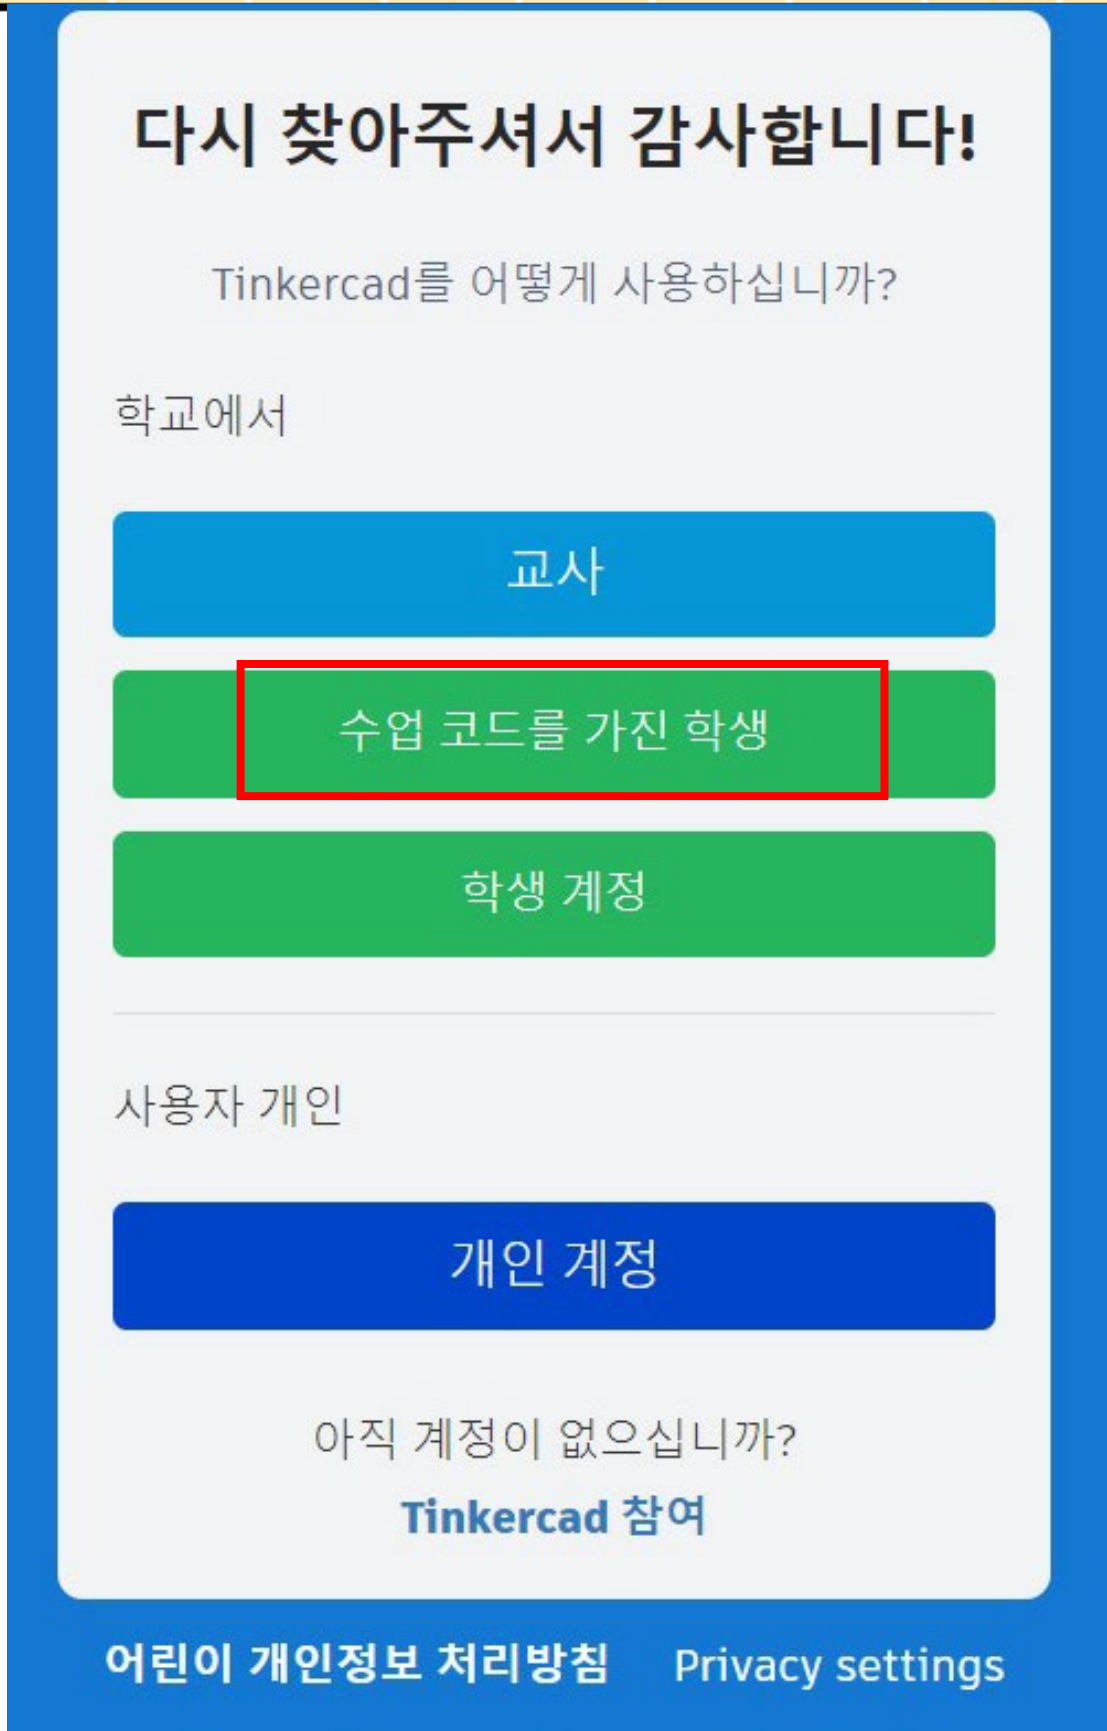 다시 찾아주셔서 감사합니다!
Tinkercad를 어떻게 사용하십니까?
학교에서
교사
수업 코드를 가진 학생
학생 계정
사용자 개인
개인 계정
아직 계정이 없으십니까?
Tinkercad 참여
어린이 개인정보 처리방침 Privacy settings